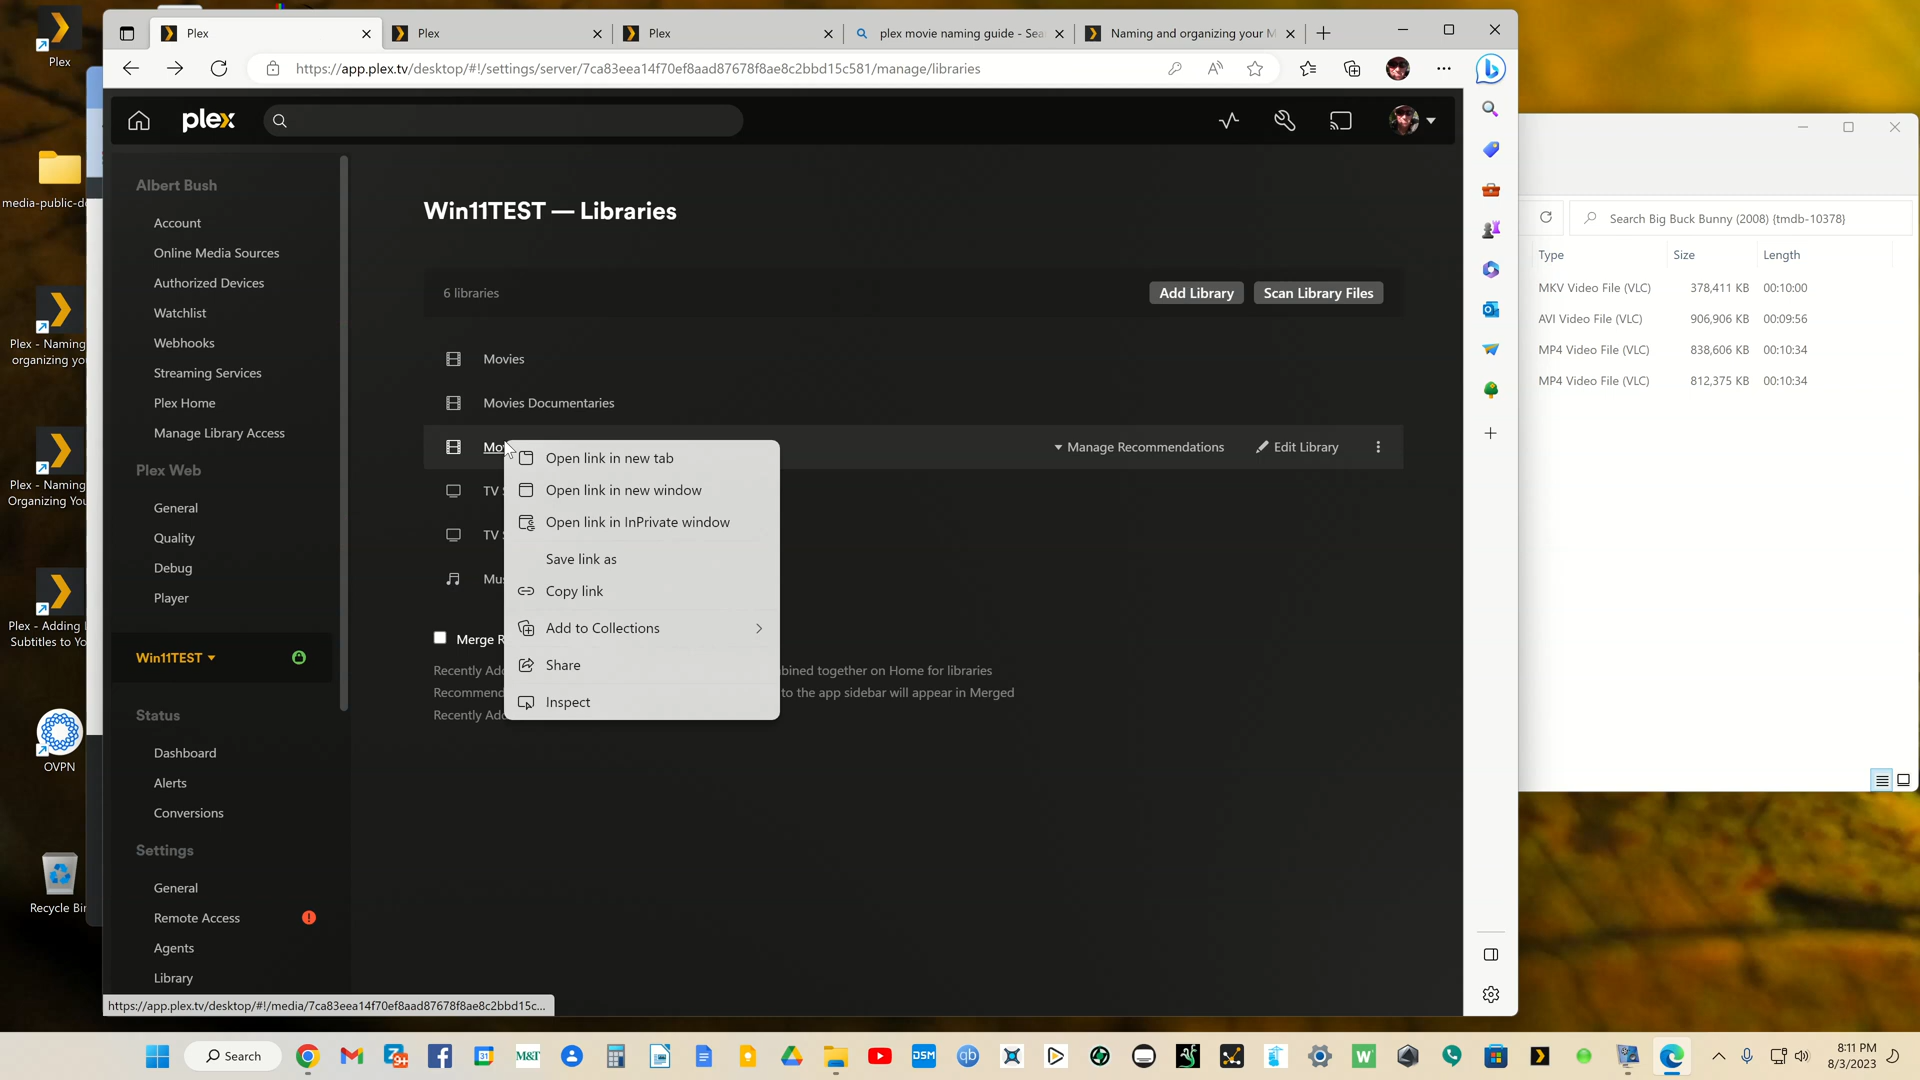 Plex
media-public-do
Plex - Naming
organizing yo
Plex - Naming
Organizing You
Plex - Adding
Subtitles to Yo
OVPN
Recycle Bin
Plex
Plex
Plex
plex movie naming guide - Sea
Naming and organizing your M
https://app.plex.tv/desktop/#!/settings/server/7ca83eea14f70ef8aad87678f8ae8c2bbd15c581/manage/libraries
plex
Albert Bush
Account
Online Media Sources
Authorized Devices
Watchlist
Webhooks
Streaming Services
Plex Home
Manage Library Access
Plex Web
General
Quality
Debug
Player
Win11TEST
Status
Dashboard
Alerts
Conversions
Settings
General
Remote Access
Agents
Library
https://app.plex.tv/desktop/#!/media/7ca83eea14f70ef8aad87678f8ae8c2bbd15c...
Win11TEST — Libraries
6 libraries
Add Library
Scan Library Files
Movies
Movies Documentaries
Mov
Manage Recommendations
Edit Library
TV S
TV S
Mus
Merge R
Recently Ad
bined together on Home for libraries
Recommend
to the app sidebar will appear in Merged
Recently Ad
Open link in new tab
Open link in new window
Open link in InPrivate window
Save link as
Copy link
Add to Collections
Share
Inspect
Search Big Buck Bunny (2008) {tmdb-10378}
Type Size Length
MKV Video File (VLC) 378,411 KB 00:10:00
AVI Video File (VLC) 906,906 KB 00:09:56
MP4 Video File (VLC) 838,606 KB 00:10:34
MP4 Video File (VLC) 812,375 KB 00:10:34
Search
9+
M&T
DSM
qb
W
8:11 PM
8/3/2023